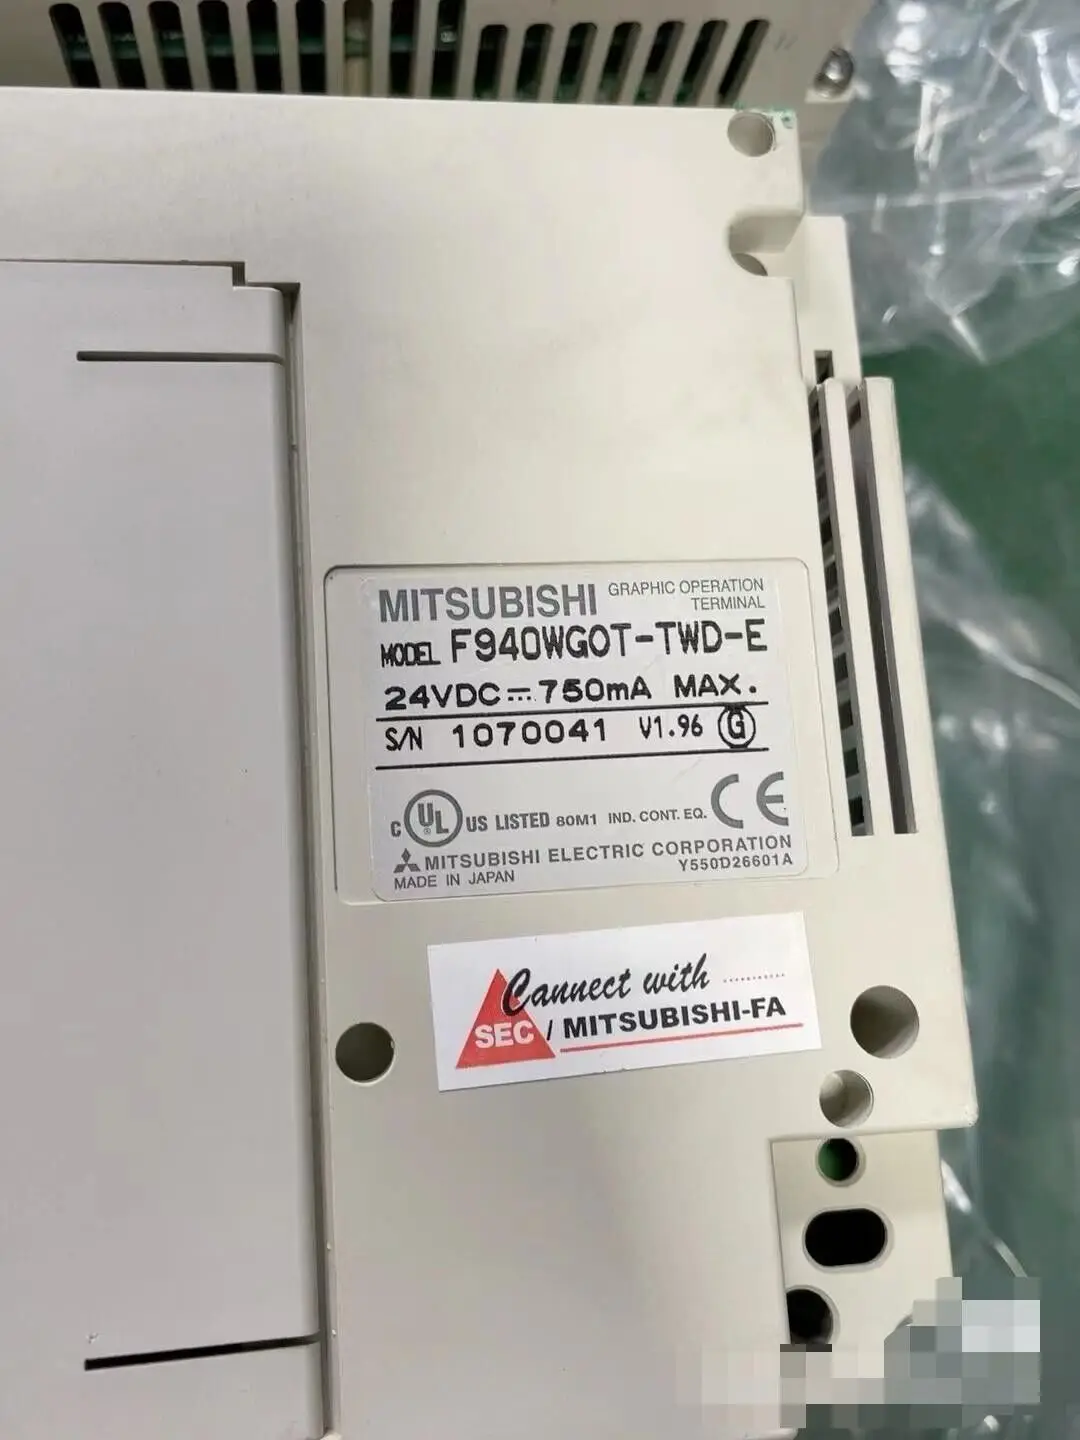 MITSUBISHI GRAPHIC OPERATION
TERMINAL
MODEL F940WGOT-TWD-E
24VDC⎓750mA MAX.
S/N 1070041 V1.96 G
C UL ® US LISTED 80M1 IND. CONT. EQ. CE
MITSUBISHI ELECTRIC CORPORATION
MADE IN JAPAN Y550D26601A
Connect with ...........
SEC / MITSUBISHI-FA